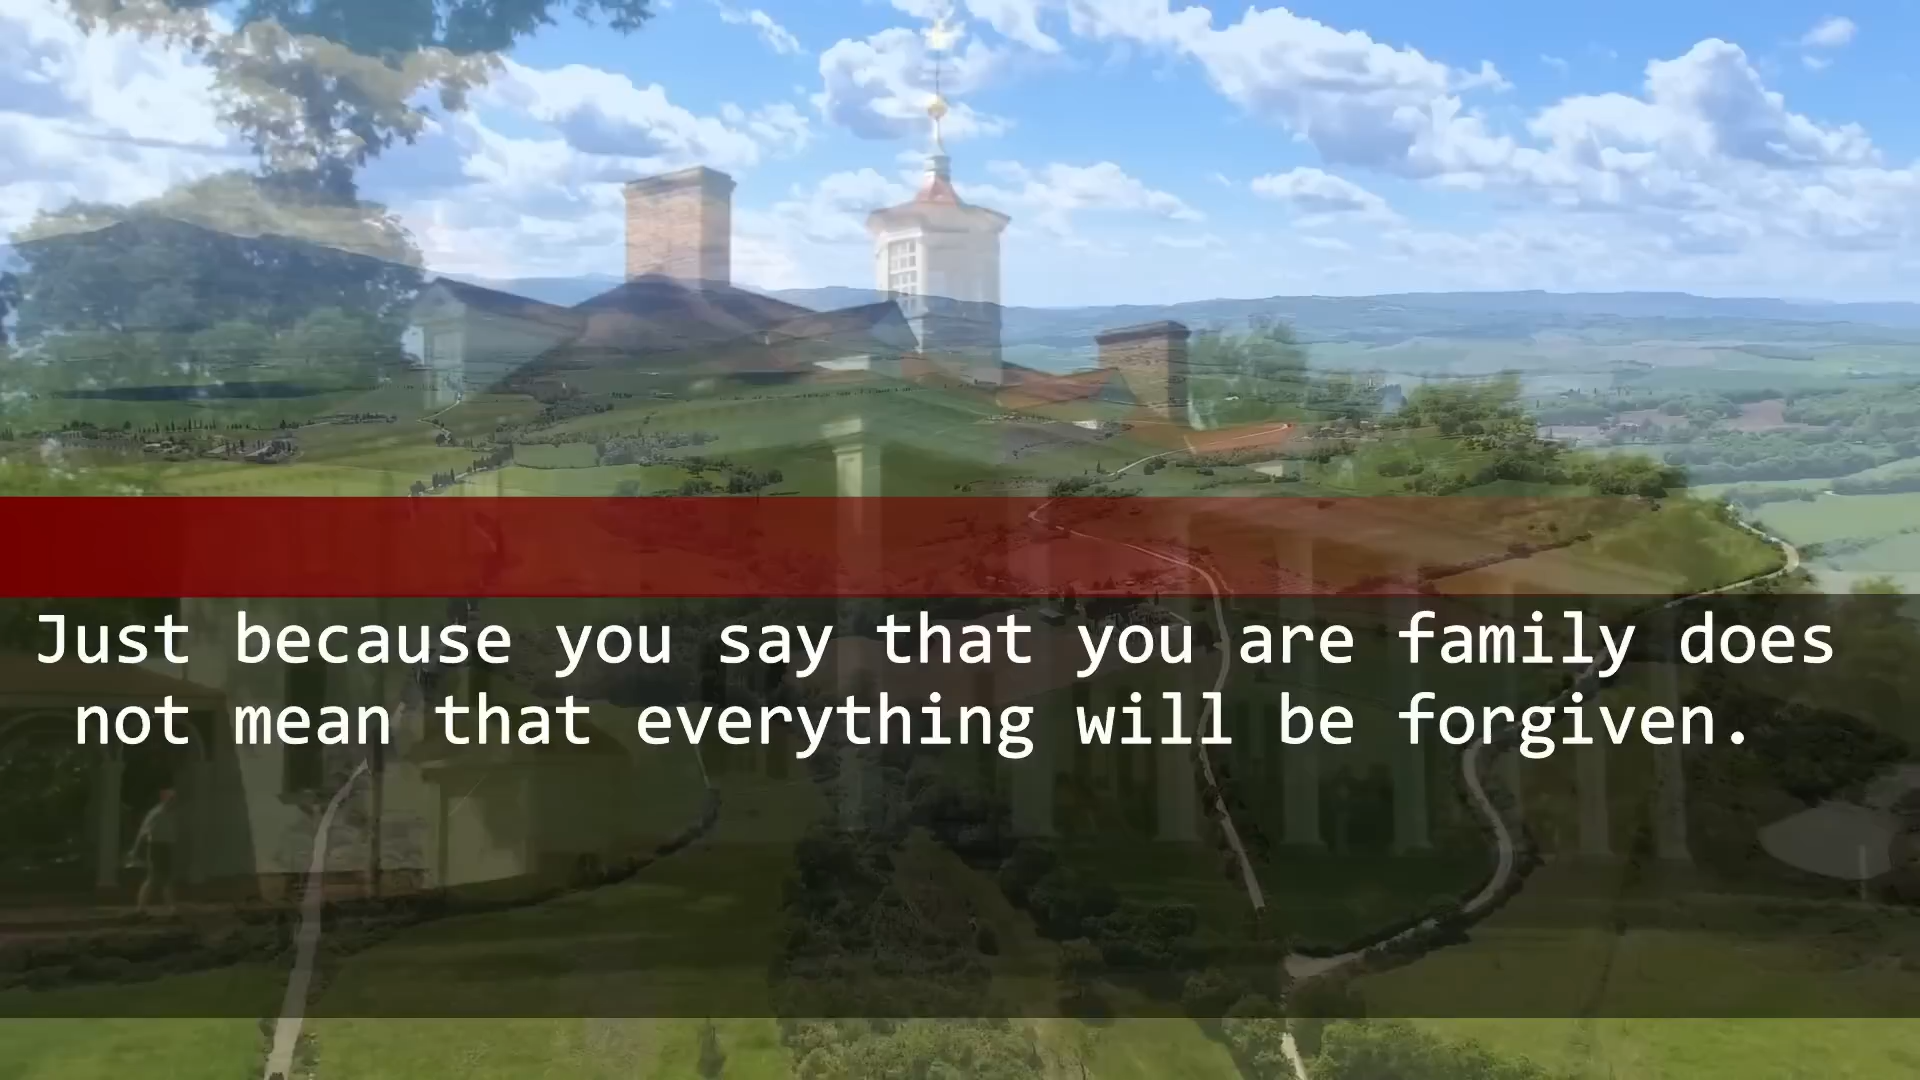 Just because you say that you are family does
not mean that everything will be forgiven.